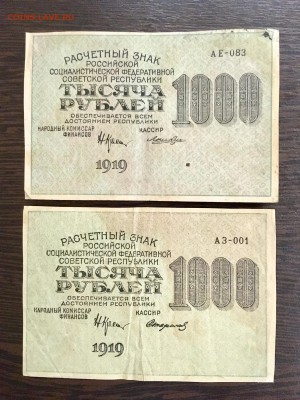 РАСЧЕТНЫЙ ЗНАК АЕ-083
РОССИЙСКОЙ
СОЦИАЛИСТИЧЕСКОЙ ФЕДЕРАТИВНОЙ
СОВЕТСКОЙ РЕСПУБЛИКИ
ТЫСЯЧА 1000
РУБЛЕЙ
ОБЕСПЕЧИВАЕТСЯ ВСЕМ
ДОСТОЯНИЕМ РЕСПУБЛИКИ
НАРОДНЫЙ КОМИССАР КАССИР
ФИНАНСОВ
1919
РАСЧЕТНЫЙ ЗНАК АЗ-001
РОССИЙСКОЙ
СОЦИАЛИСТИЧЕСКОЙ ФЕДЕРАТИВНОЙ
СОВЕТСКОЙ РЕСПУБЛИКИ
ТЫСЯЧА 1000
РУБЛЕЙ
ОБЕСПЕЧИВАЕТСЯ ВСЕМ
ДОСТОЯНИЕМ РЕСПУБЛИКИ
НАРОДНЫЙ КОМИССАР КАССИР
ФИНАНСОВ
1919